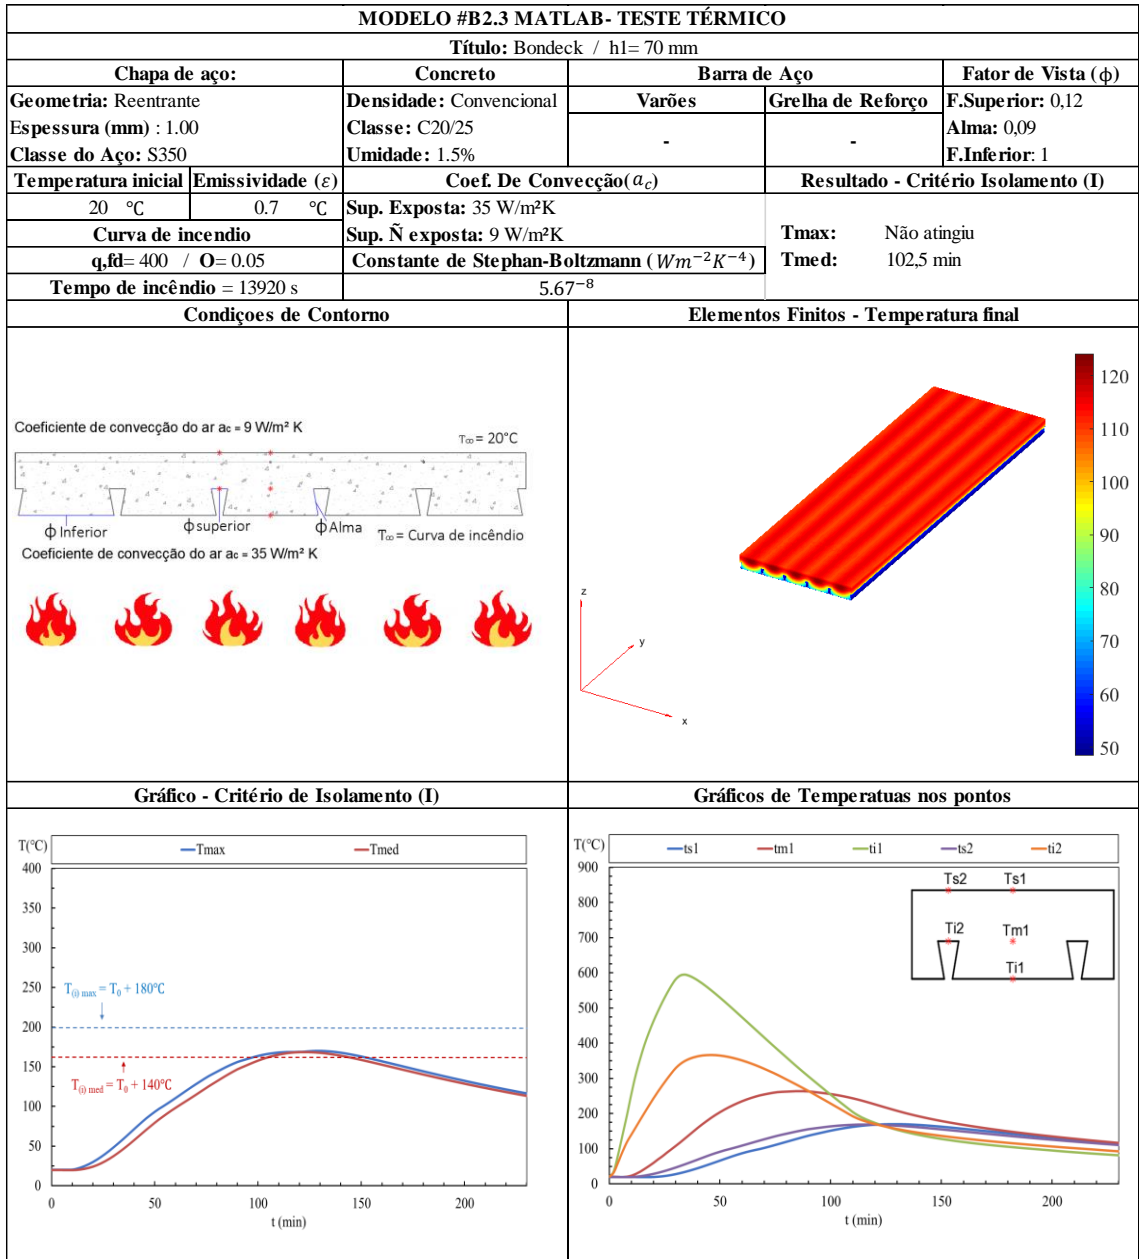 MODELO #B2.3 MATLAB- TESTE TÉRMICO
Título: Bondeck / h1= 70 mm
Chapa de aço:
Concreto
Barra de Aço
Fator de Vista (ϕ)
Geometria: Reentrante
Densidade: Convencional
Varões
Grelha de Reforço
F.Superior: 0,12
Espessura (mm) : 1.00
Classe: C20/25
-
-
Alma: 0,09
Classe do Aço: S350
Umidade: 1.5%
F.Inferior: 1
Temperatura inicial
Emissividade (ε)
Coef. De Convecção(a_c)
Resultado - Critério Isolamento (I)
20 °C
0.7 °C
Sup. Exposta: 35 W/m²K
Curva de incendio
Sup. Ñ exposta: 9 W/m²K
Tmax: Não atingiu
q,fd= 400 / O= 0.05
Constante de Stephan-Boltzmann (Wm⁻²K⁻⁴)
Tmed: 102,5 min
Tempo de incêndio = 13920 s
5.67⁻⁸
Condiçoes de Contorno
Elementos Finitos - Temperatura final
Coeficiente de convecção do ar ac = 9 W/m² K
T∞ = 20°C
ϕ Inferior
ϕ superior
ϕ Alma
T∞ = Curva de incêndio
Coeficiente de convecção do ar ac = 35 W/m² K
z
y
x
120
110
100
90
80
70
60
50
Gráfico - Critério de Isolamento (I)
Gráficos de Temperatuas nos pontos
T(°C)
Tmax
Tmed
400
350
300
250
200
150
100
50
0
T(i) max = T0 + 180°C
T(i) med = T0 + 140°C
0
50
100
150
200
t (min)
T(°C)
ts1
tm1
ti1
ts2
ti2
900
800
700
600
500
400
300
200
100
0
Ts2
Ts1
Ti2
Tm1
Ti1
0
50
100
150
200
t (min)